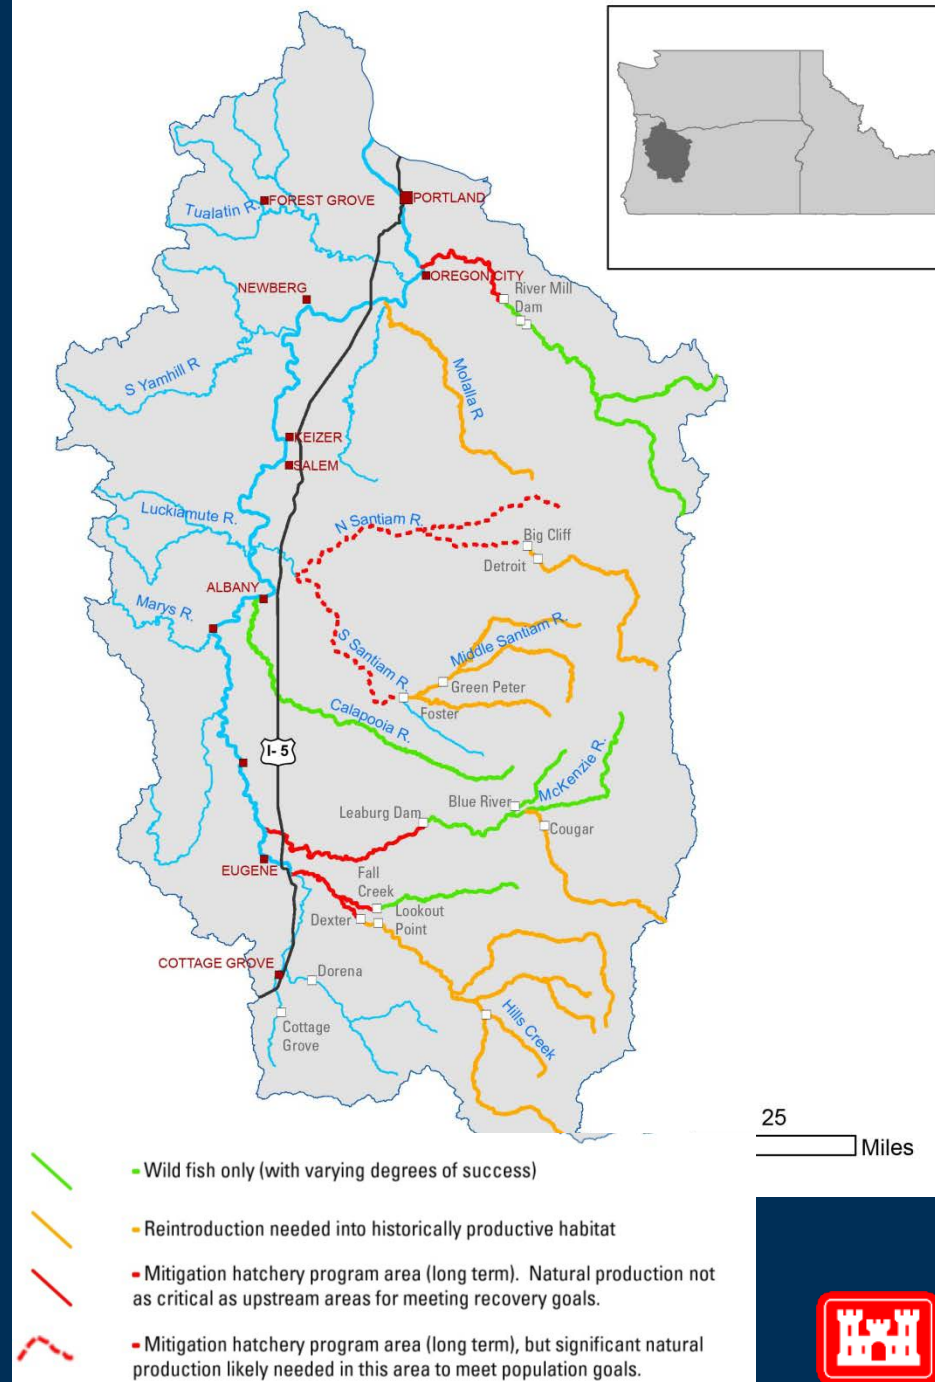 Tualatin R.
FOREST GROVE
PORTLAND
OREGON CITY
NEWBERG
River Mill
Dam
S Yamhill R
Molalla R
KEIZER
SALEM
Luckiamute R.
N Santiam R.
Big Cliff
Detroit
ALBANY
Marys R.
S Santiam R.
Middle Santiam R.
Green Peter
Foster
Calapooia R.
I- 5
McKenzie R.
Blue River
Leaburg Dam
Cougar
EUGENE
Fall
Creek
Lookout
Point
Dexter
COTTAGE GROVE
Dorena
Cottage
Grove
Hills Creek
25
Miles
- Wild fish only (with varying degrees of success)
- Reintroduction needed into historically productive habitat
- Mitigation hatchery program area (long term).  Natural production not
as critical as upstream areas for meeting recovery goals.
- Mitigation hatchery program area (long term), but significant natural
production likely needed in this area to meet population goals.